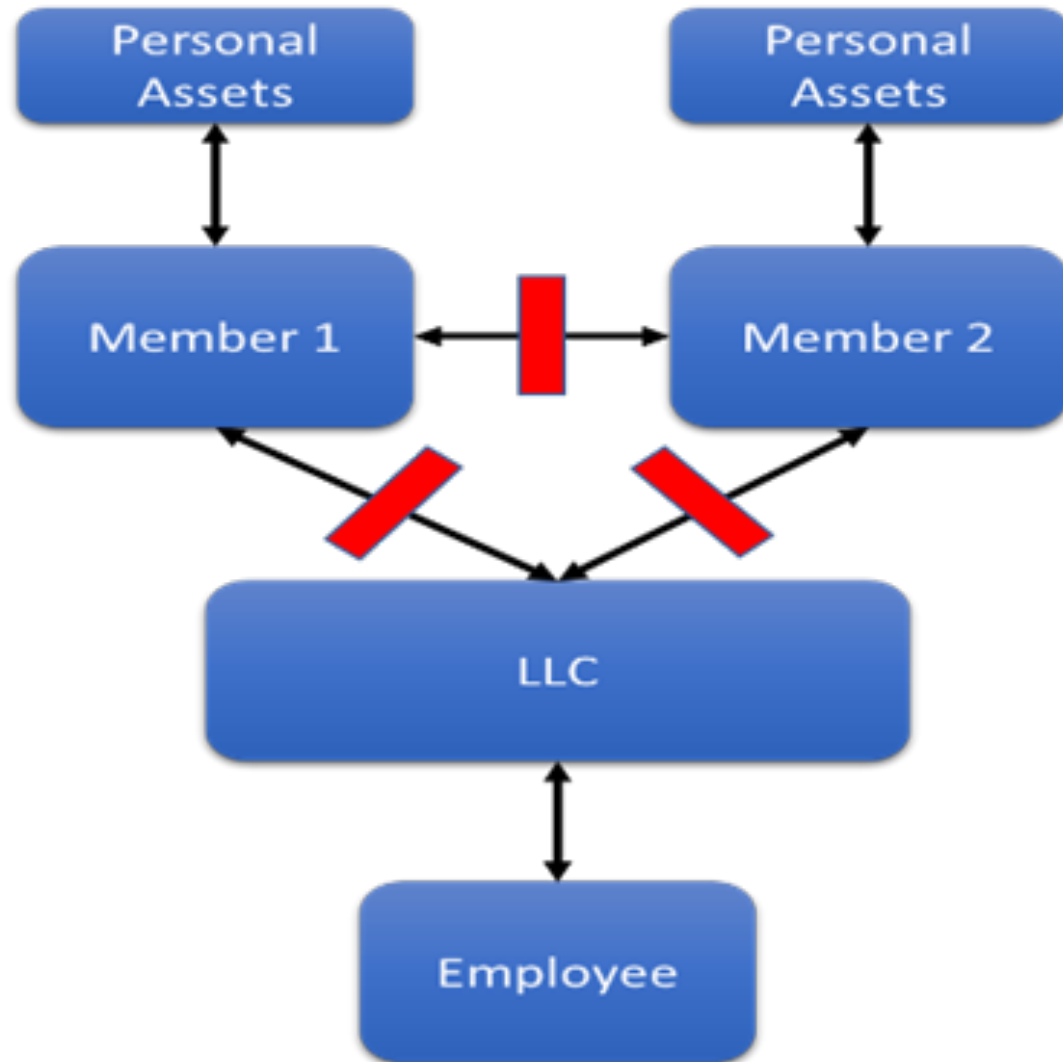 Personal
Assets
Personal
Assets
Member 1
Member 2
LLC
Employee